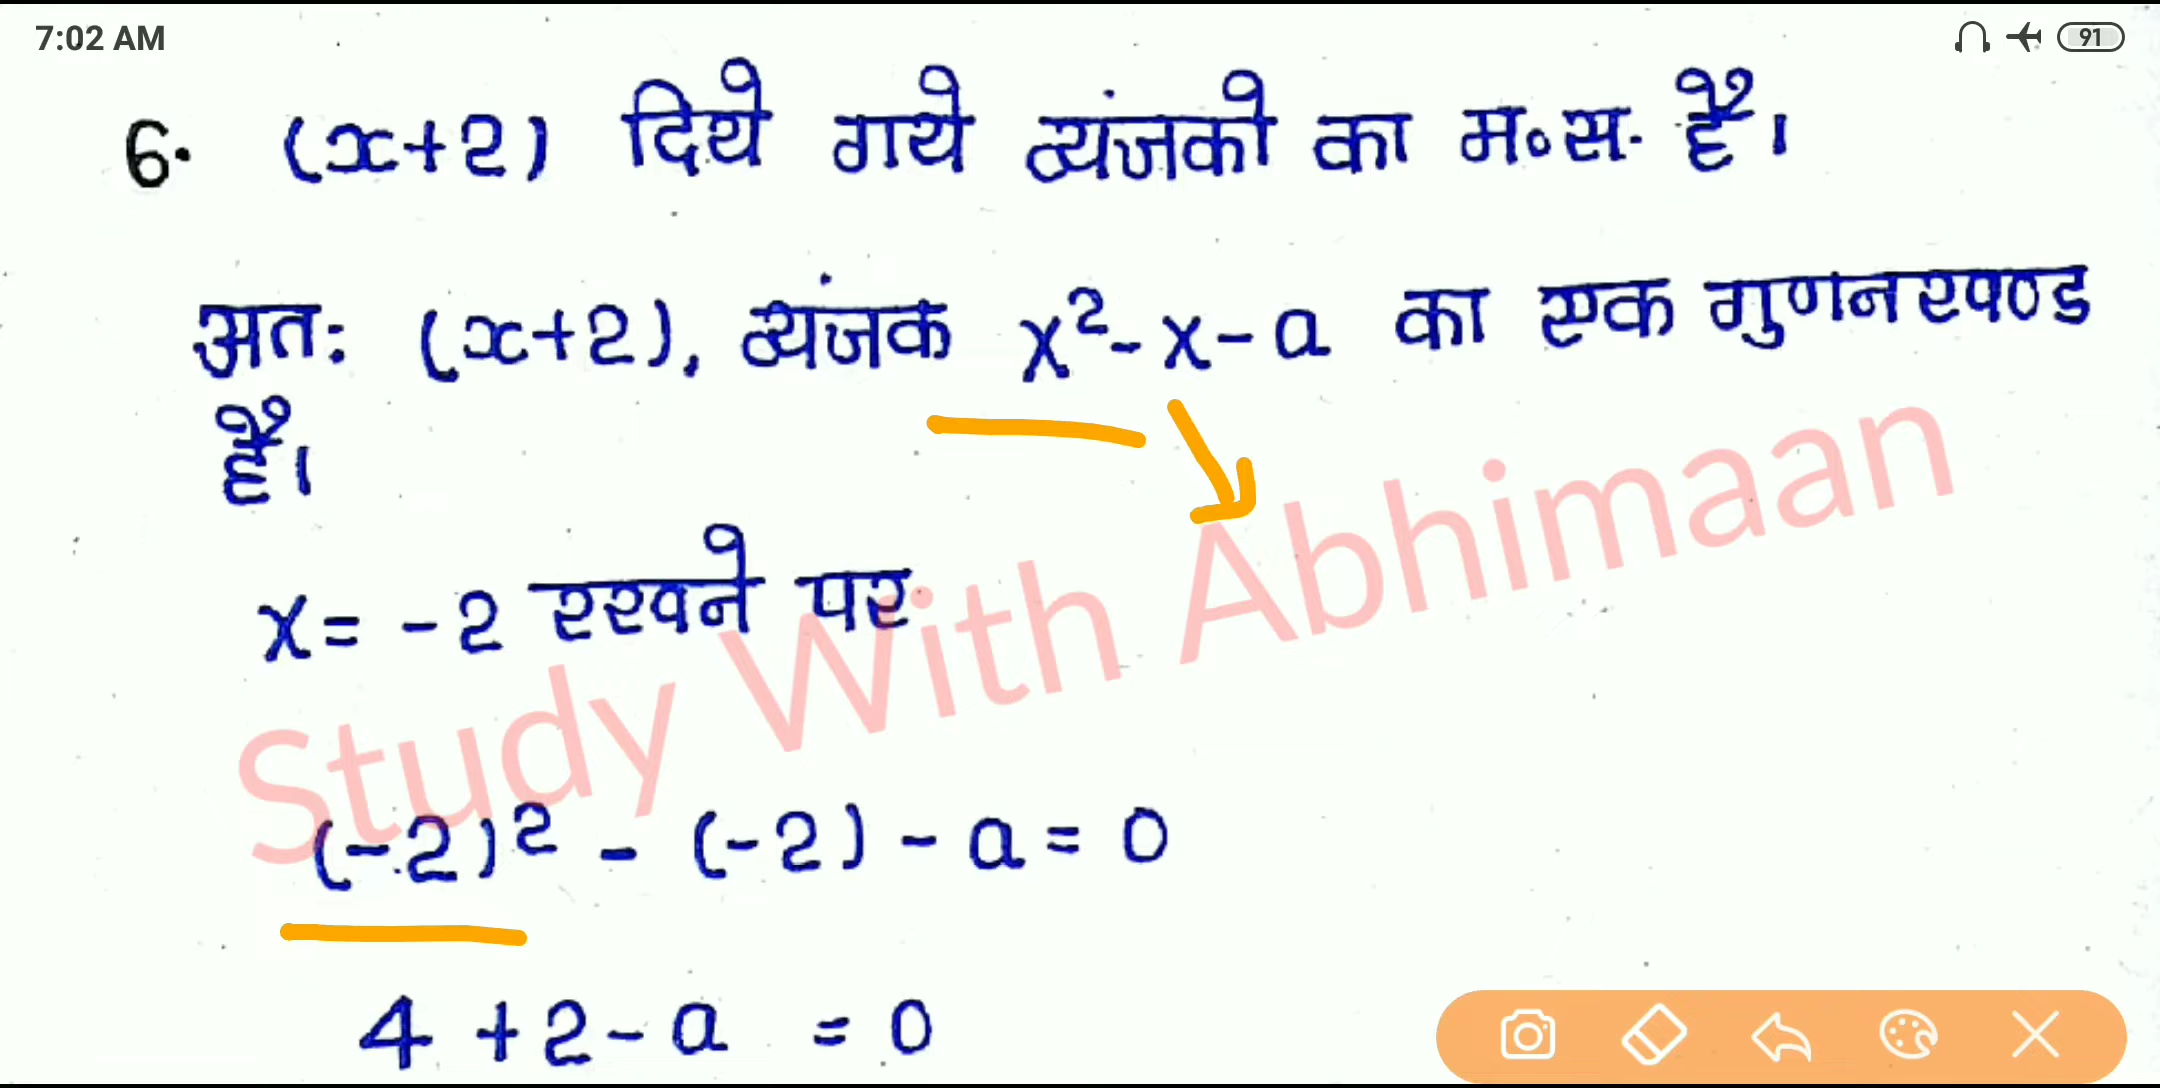 7:02 AM 91
6. (x+2) दिये गये व्यंजको का म०स. है।
अत: (x+2), व्यंजक x²-x-a का एक गुणनखण्ड
है।
x= -2 रखने पर
Study With Abhimaan
(-2)² - (-2) - a = 0
4 +2-a = 0